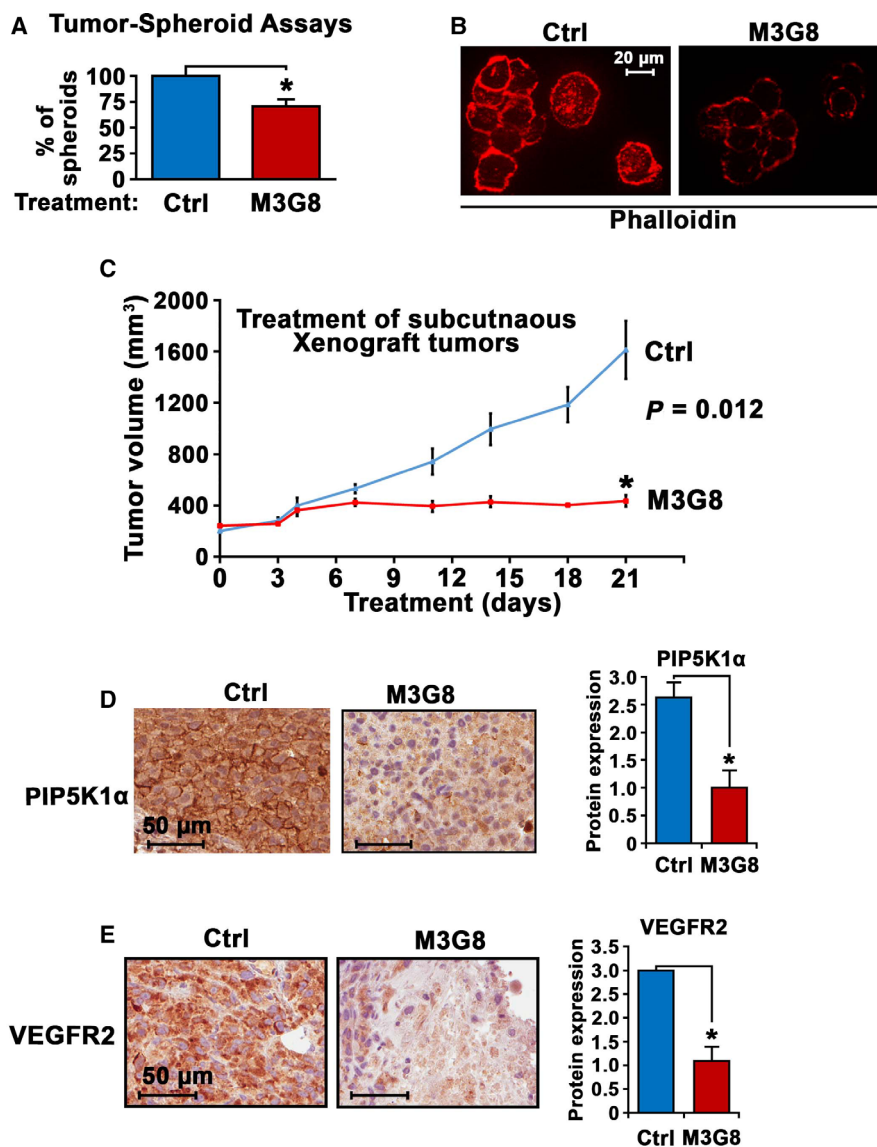 A Tumor-Spheroid Assays
% of spheroids
100
75
50
25
0
*
Treatment: Ctrl M3G8
B
Ctrl M3G8
20 µm
Phalloidin
C
Tumor volume (mm³)
2000
1600
1200
800
400
0
Treatment of subcutnaous
Xenograft tumors
Ctrl
P = 0.012
*
M3G8
0 3 6 9 12 15 18 21
Treatment (days)
D
Ctrl M3G8
PIP5K1α
50 µm
PIP5K1α
Protein expression
3.0
2.5
2.0
1.5
1.0
0.5
0
*
Ctrl M3G8
E
Ctrl M3G8
VEGFR2
50 µm
VEGFR2
Protein expression
3.5
3.0
2.5
2.0
1.5
1.0
0.5
0
*
Ctrl M3G8